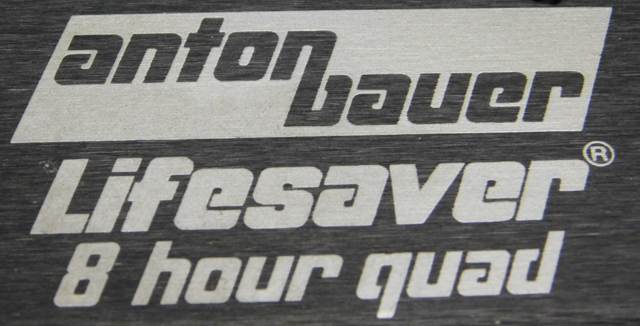 anton
bauer
Lifesaver®
8 hour quad